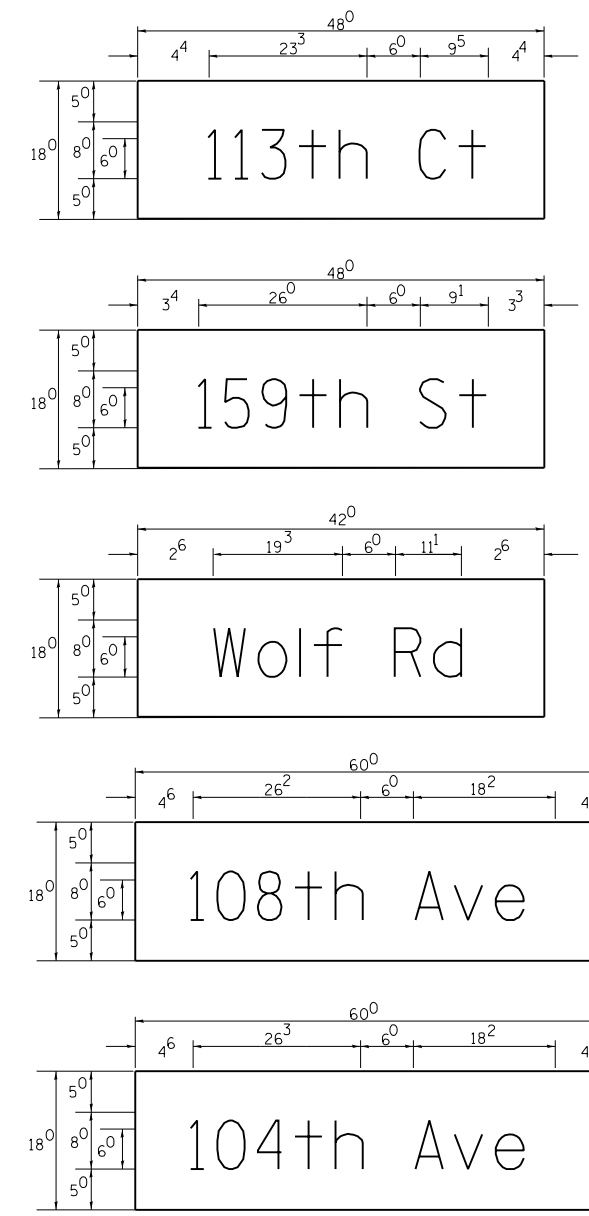 48⁰
4⁴ 23³ 6⁰ 9⁵ 4⁴
5⁰
18⁰ 8⁰ 6⁰
5⁰
113th Ct
48⁰
3⁴ 26⁰ 6⁰ 9¹ 3³
5⁰
18⁰ 8⁰ 6⁰
5⁰
159th St
42⁰
2⁶ 19³ 6⁰ 11¹ 2⁶
5⁰
18⁰ 8⁰ 6⁰
5⁰
Wolf Rd
60⁰
4⁶ 26² 6⁰ 18² 4
5⁰
18⁰ 8⁰ 6⁰
5⁰
108th Ave
60⁰
4⁶ 26³ 6⁰ 18² 4
5⁰
18⁰ 8⁰ 6⁰
5⁰
104th Ave